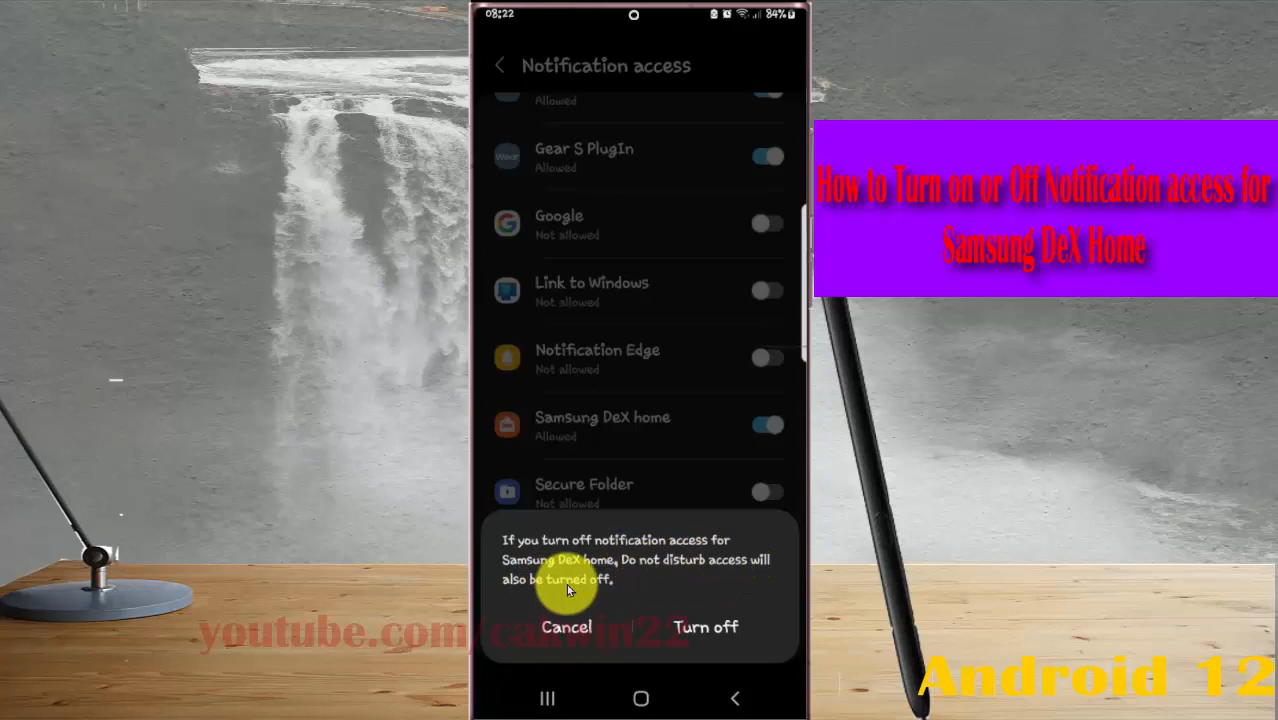 08:22
84%
Notification access
Allowed
Gear S PlugIn
Allowed
Wear
Google
Not allowed
Link to Windows
Not allowed
Notification Edge
Not allowed
Samsung DeX home
Allowed
Secure Folder
Not allowed
If you turn off notification access for
Samsung DeX home, Do not disturb access will
also be turned off.
Cancel
Turn off
How to Turn on or Off Notification access for
Samsung DeX Home
youtube.com/cakwin22
Android 12